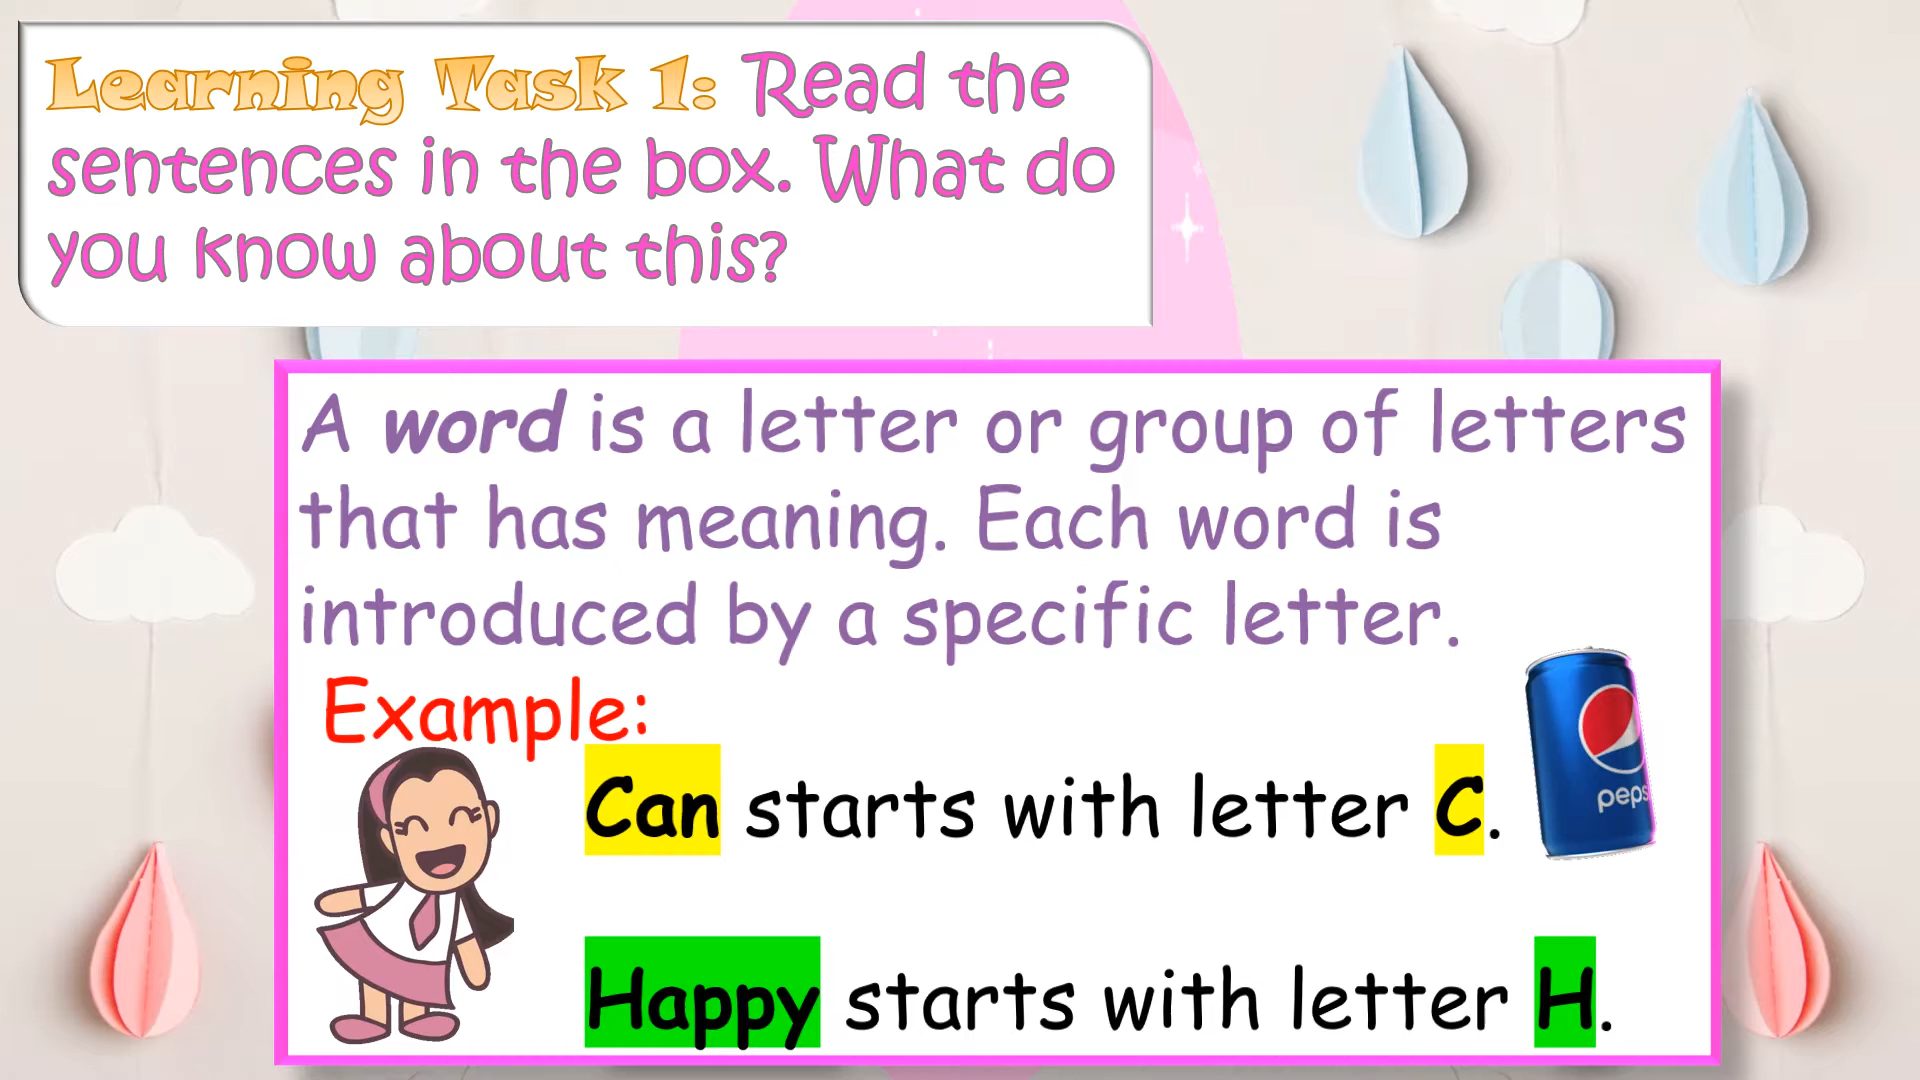 Learning Task 1: Read the
sentences in the box. What do
you know about this?
A word is a letter or group of letters
that has meaning. Each word is
introduced by a specific letter.
Example:
Can starts with letter C.
peps
Happy starts with letter H.